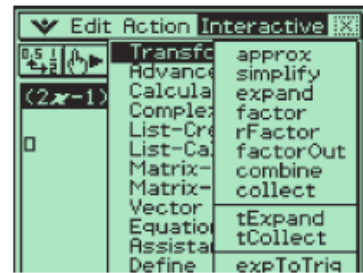 Edit Action Interactive
0.5 1 2
Transfo approx
Advance simplify
(2x-1) Calcula expand
Comple factor
List-Cre rFactor
List-Ca factorOut
Matrix- combine
Matrix- collect
Vector tExpand
Equatio tCollect
Assista
Define expToTrig